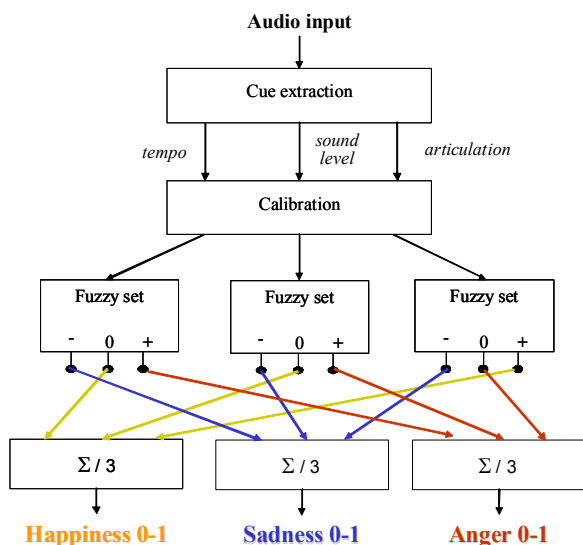 Audio input
Cue extraction
tempo
sound
level
articulation
Calibration
Fuzzy set Fuzzy set Fuzzy set
- 0 + - 0 + - 0 +
Σ / 3 Σ / 3 Σ / 3
Happiness 0-1 Sadness 0-1 Anger 0-1